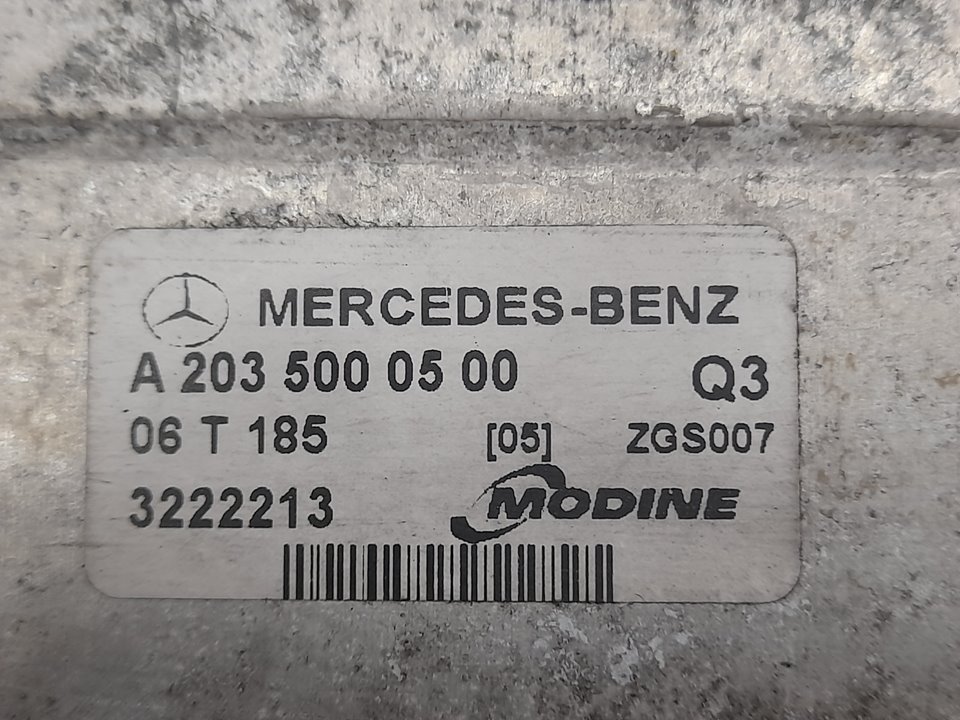 MERCEDES-BENZ
A 203 500 05 00 Q3
06 T 185 [05] ZGS007
3222213 MODINE